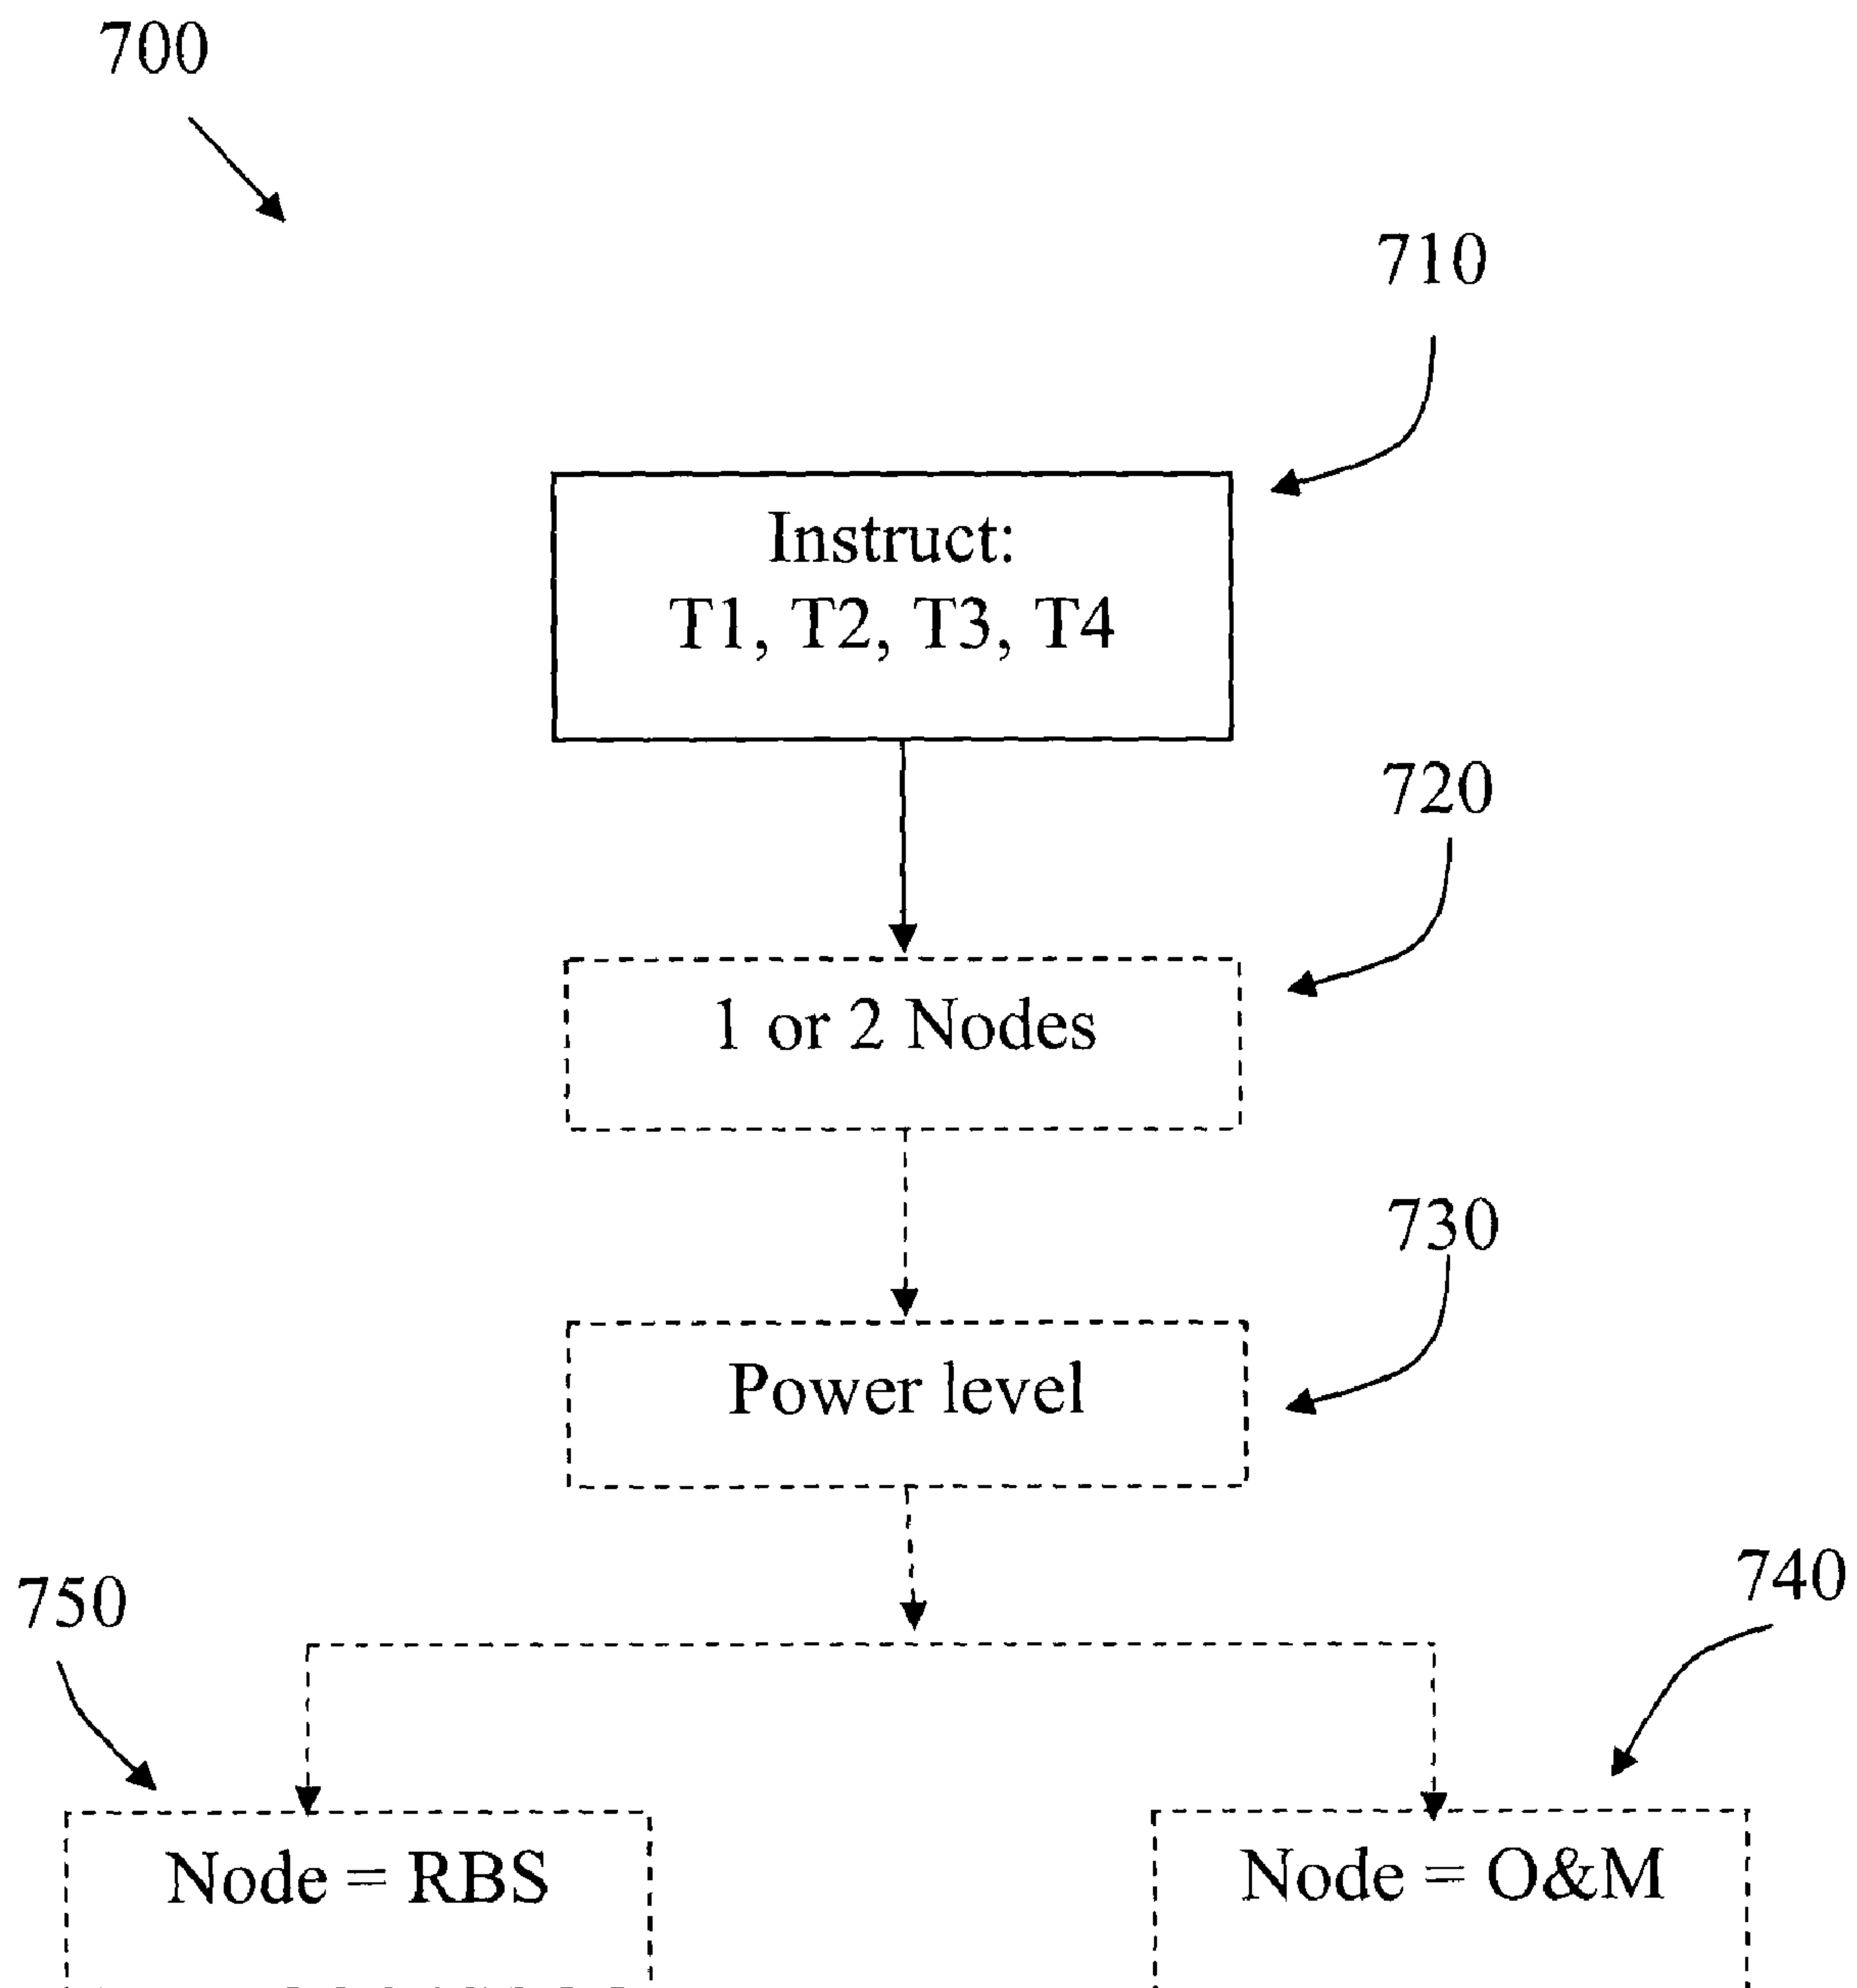 700
710
Instruct:
T1, T2, T3, T4
720
1 or 2 Nodes
730
Power level
750
740
Node = RBS
Node = O&M